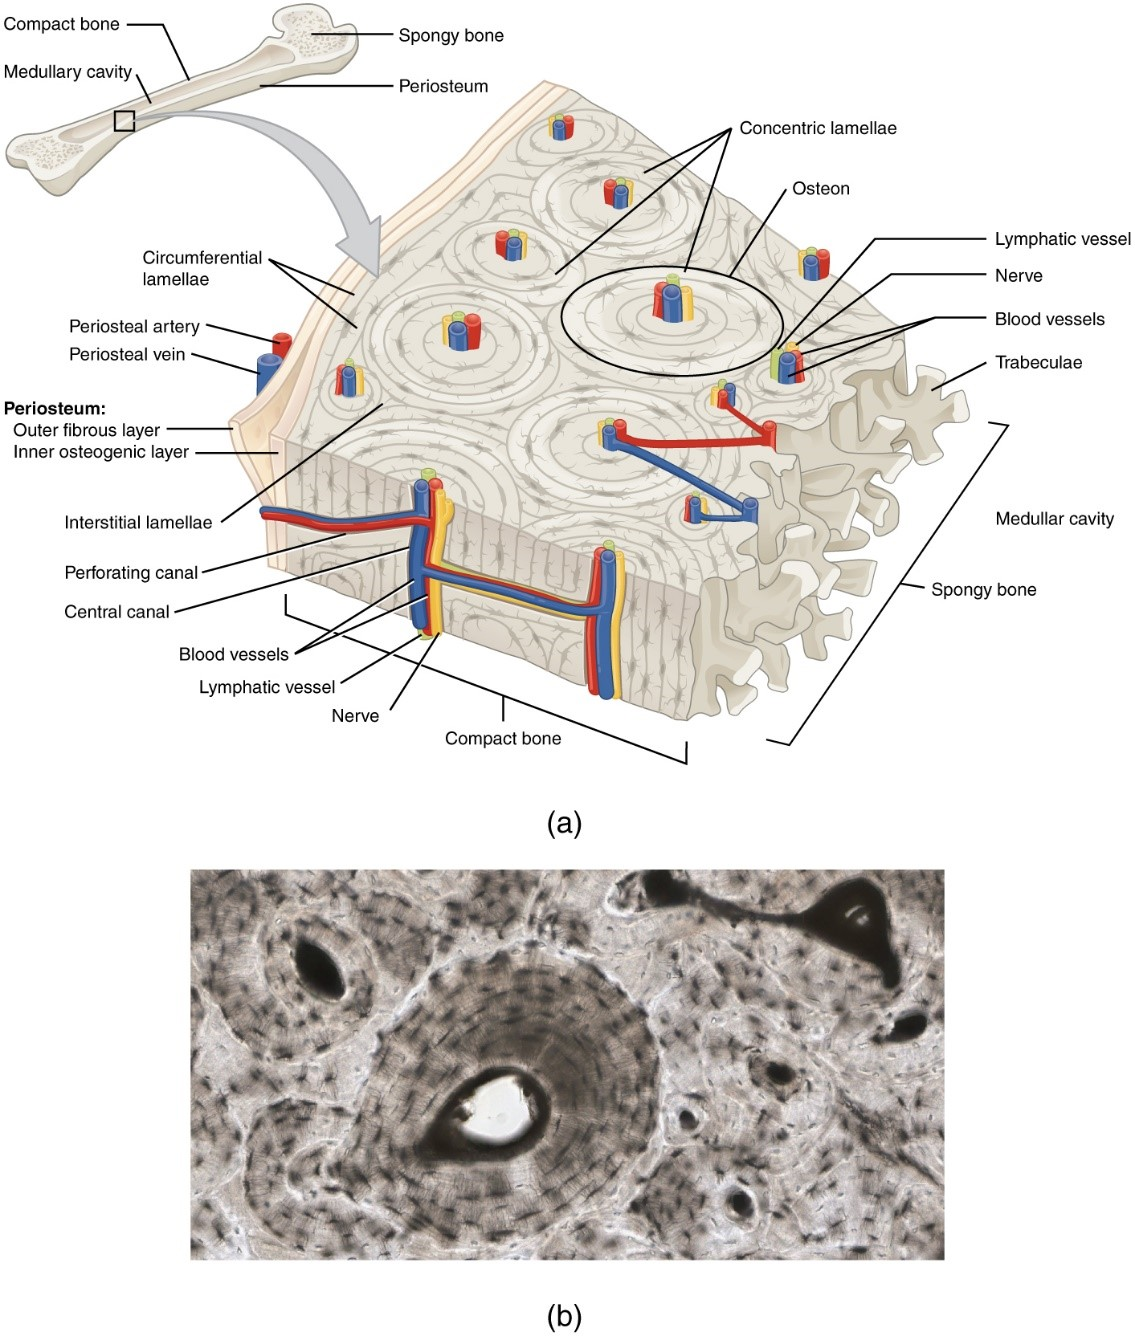 Compact bone
Spongy bone
Medullary cavity
Periosteum
Concentric lamellae
Osteon
Lymphatic vessel
Nerve
Blood vessels
Trabeculae
Circumferential
lamellae
Periosteal artery
Periosteal vein
Periosteum:
Outer fibrous layer
Inner osteogenic layer
Interstitial lamellae
Perforating canal
Central canal
Blood vessels
Lymphatic vessel
Nerve
Compact bone
Medullar cavity
Spongy bone
(a)
(b)